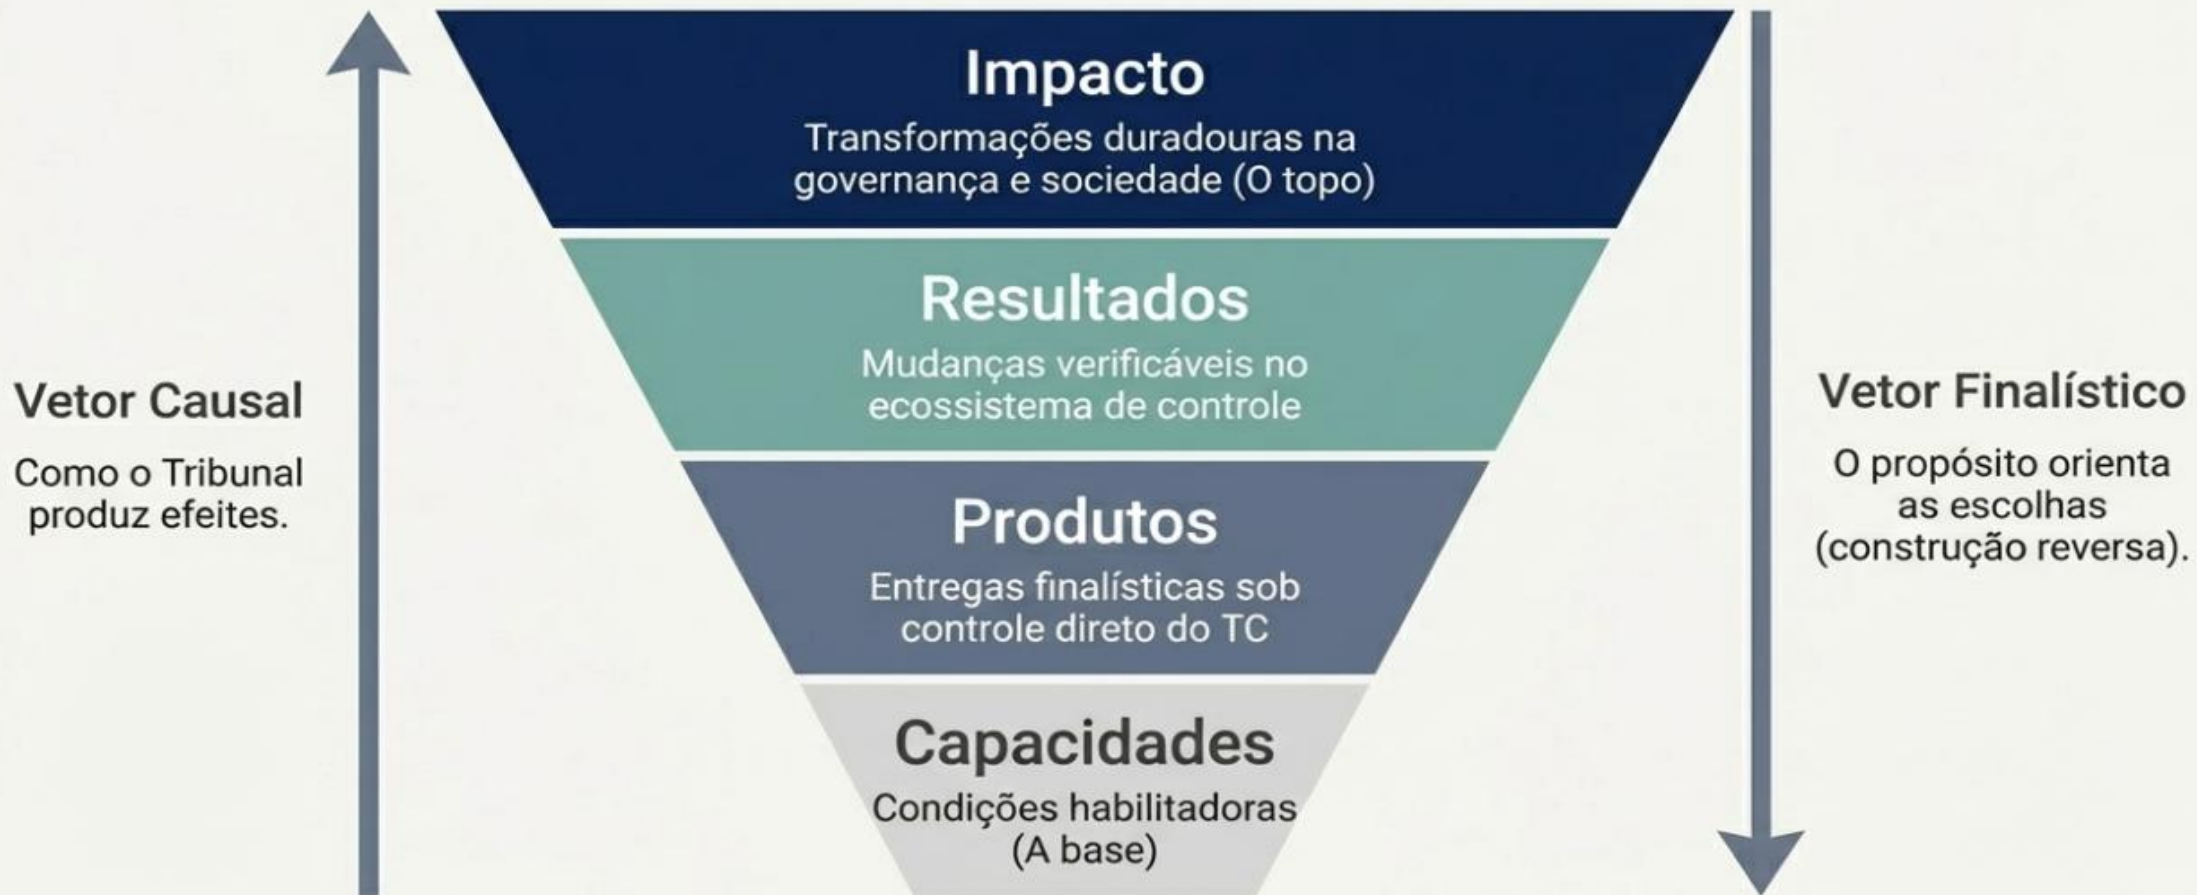 Impacto
Transformações duradouras na
governança e sociedade (O topo)
Resultados
Mudanças verificáveis no
ecossistema de controle
Produtos
Entregas finalísticas sob
controle direto do TC
Capacidades
Condições habilitadoras
(A base)
Vetor Causal
Como o Tribunal
produz efeites.
Vetor Finalístico
O propósito orienta
as escolhas
(construção reversa).